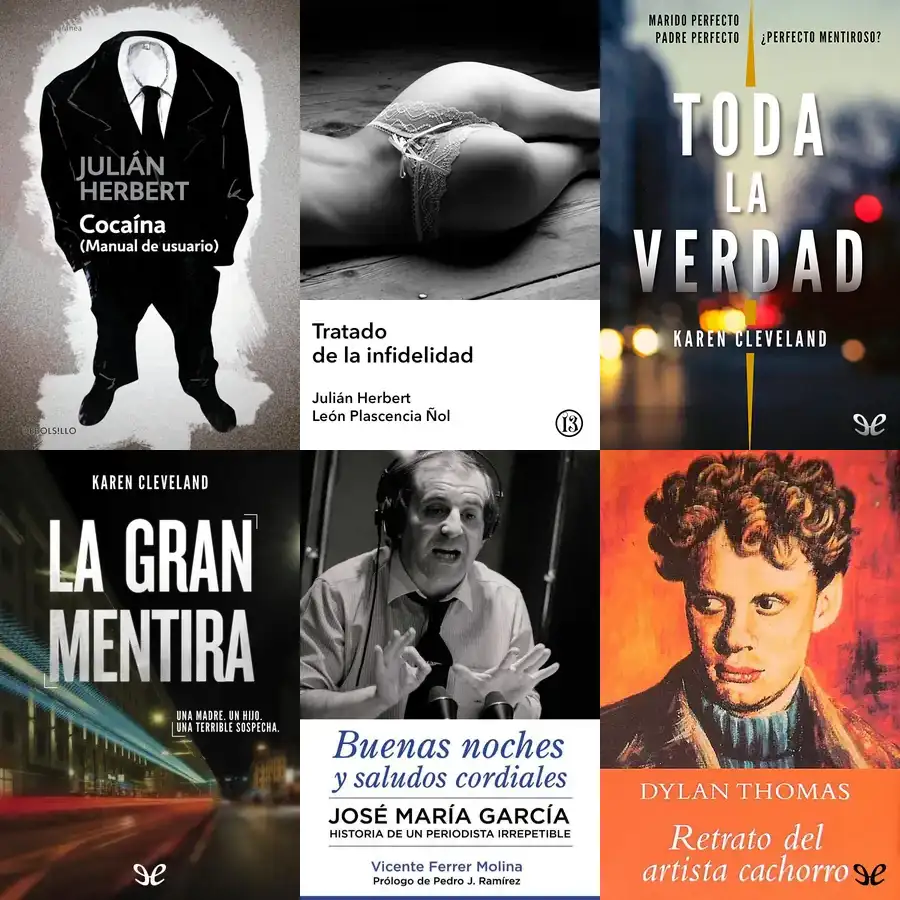 JULIÁN
HERBERT
Cocaína
(Manual de usuario)
Tratado
de la infidelidad
Julián Herbert
León Plascencia Ñol
13
MARIDO PERFECTO
PADRE PERFECTO
¿PERFECTO MENTIROSO?
TODA
LA
VERDAD
KAREN CLEVELAND
KAREN CLEVELAND
LA GRAN
MENTIRA
UNA MADRE. UN HIJO.
UNA TERRIBLE SOSPECHA.
Buenas noches
y saludos cordiales
JOSÉ MARÍA GARCÍA
HISTORIA DE UN PERIODISTA IRREPETIBLE
Vicente Ferrer Molina
Prólogo de Pedro J. Ramírez
DYLAN THOMAS
Retrato del
artista cachorro